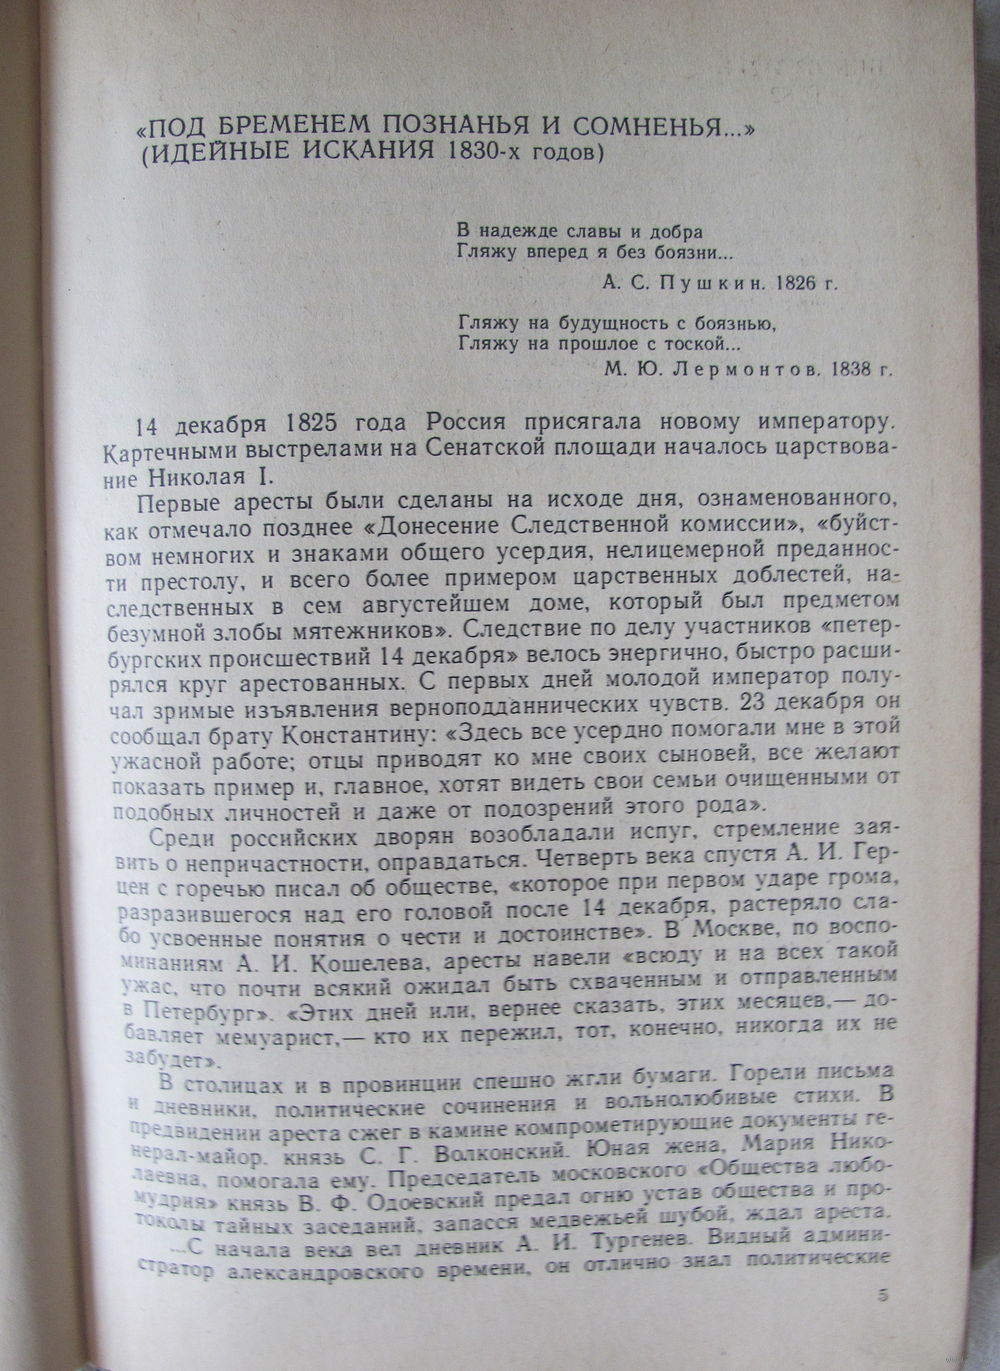 «ПОД БРЕМЕНЕМ ПОЗНАНЬЯ И СОМНЕНЬЯ...»
(ИДЕЙНЫЕ ИСКАНИЯ 1830-х годов)
В надежде славы и добра
Гляжу вперед я без боязни...
А. С. Пушкин. 1826 г.
Гляжу на будущность с боязнью,
Гляжу на прошлое с тоской...
М. Ю. Лермонтов. 1838 г.
14 декабря 1825 года Россия присягала новому императору.
Картечными выстрелами на Сенатской площади началось царствова-
ние Николая I.
Первые аресты были сделаны на исходе дня, ознаменованного,
как отмечало позднее «Донесение Следственной комиссии», «буйст-
вом немногих и знаками общего усердия, нелицемерной преданнос-
ти престолу, и всего более примером царственных доблестей, на-
следственных в сем августейшем доме, который был предметом
безумной злобы мятежников». Следствие по делу участников «петер-
бургских происшествий 14 декабря» велось энергично, быстро расши-
рялся круг арестованных. С первых дней молодой император полу-
чал зримые изъявления верноподданнических чувств. 23 декабря он
сообщал брату Константину: «Здесь все усердно помогали мне в этой
ужасной работе; отцы приводят ко мне своих сыновей, все желают
показать пример и, главное, хотят видеть свои семьи очищенными от
подобных личностей и даже от подозрений этого рода».
Среди российских дворян возобладали испуг, стремление зая-
вить о непричастности, оправдаться. Четверть века спустя А. И. Гер-
цен с горечью писал об обществе, «которое при первом ударе грома,
разразившегося над его головой после 14 декабря, растеряло сла-
бо усвоенные понятия о чести и достоинстве». В Москве, по воспо-
минаниям А. И. Кошелева, аресты навели «всюду и на всех такой
ужас, что почти всякий ожидал быть схваченным и отправленным
в Петербург». «Этих дней или, вернее сказать, этих месяцев,— до-
бавляет мемуарист,— кто их пережил, тот, конечно, никогда их не
забудет».
В столицах и в провинции спешно жгли бумаги. Горели письма
и дневники, политические сочинения и вольнолюбивые стихи. В
предвидении ареста сжег в камине компрометирующие документы ге-
нерал-майор, князь С. Г. Волконский. Юная жена, Мария Нико-
лаевна, помогала ему. Председатель московского «Общества любо-
мудрия» князь В. Ф. Одоевский предал огню устав общества и про-
токолы тайных заседаний, запасся медвежьей шубой, ждал ареста.
...С начала века вел дневник А. И. Тургенев. Видный админи-
стратор александровского времени, он отлично знал политические
5